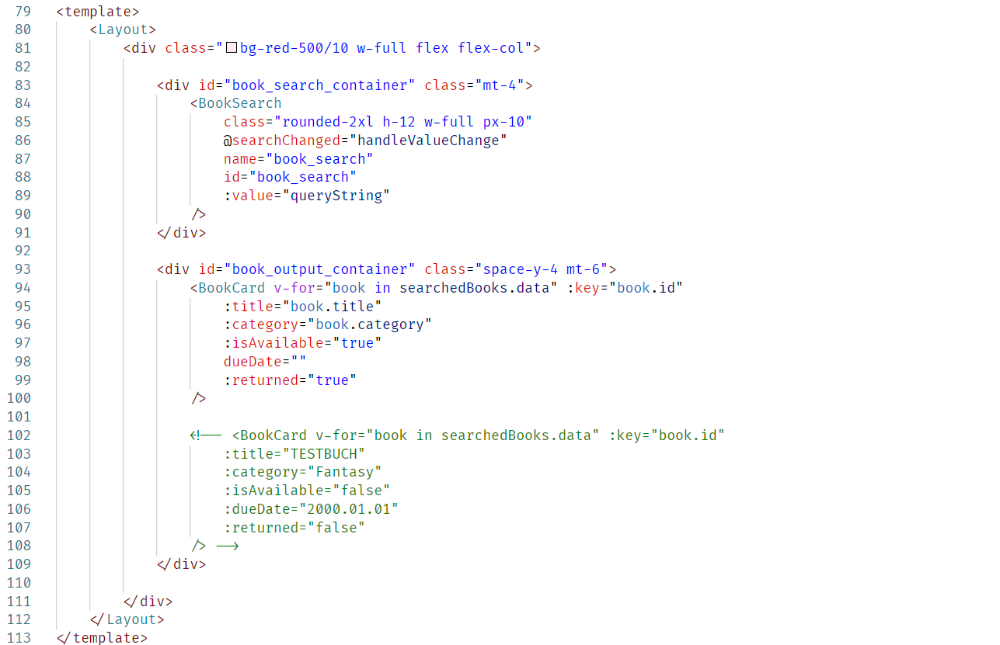 79 <template>
80 <Layout>
81 <div class="bg-red-500/10 w-full flex flex-col">
82
83 <div id="book_search_container" class="mt-4">
84 <BookSearch
85 class="rounded-2xl h-12 w-full px-10"
86 @searchChanged="handleValueChange"
87 name="book_search"
88 id="book_search"
89 :value="queryString"
90 />
91 </div>
92
93 <div id="book_output_container" class="space-y-4 mt-6">
94 <BookCard v-for="book in searchedBooks.data" :key="book.id"
95 :title="book.title"
96 :category="book.category"
97 :isAvailable="true"
98 dueDate=""
99 :returned="true"
100 />
101
102 <!-- <BookCard v-for="book in searchedBooks.data" :key="book.id"
103 :title="TESTBUCH"
104 :category="Fantasy"
105 :isAvailable="false"
106 :dueDate="2000.01.01"
107 :returned="false"
108 /> -->
109 </div>
110
111 </div>
112 </Layout>
113 </template>